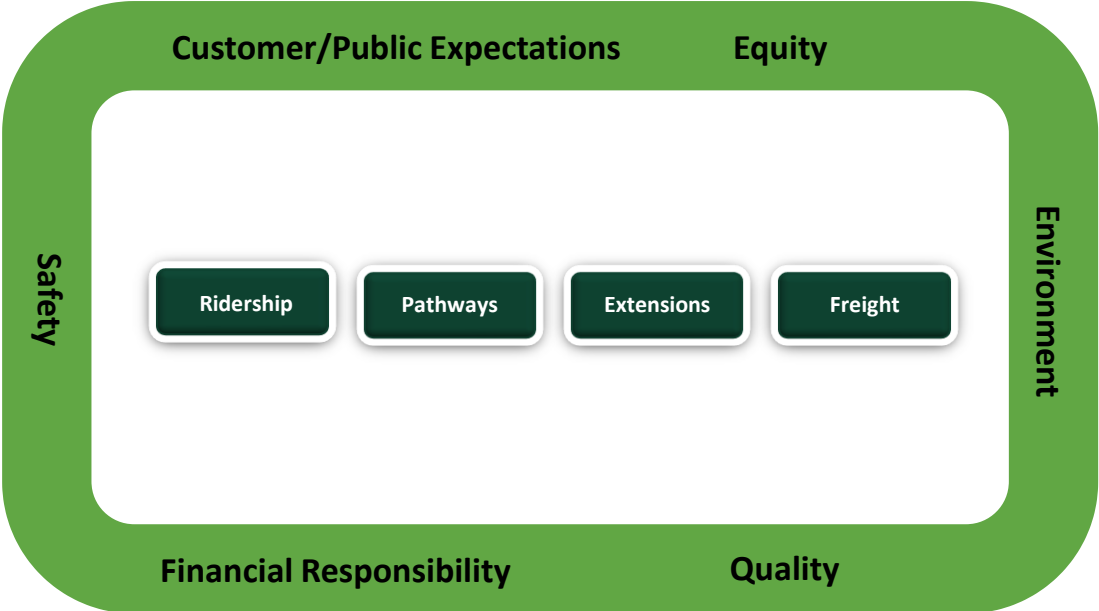 Customer/Public Expectations
Equity
Safety
Ridership
Pathways
Extensions
Freight
Environment
Financial Responsibility
Quality